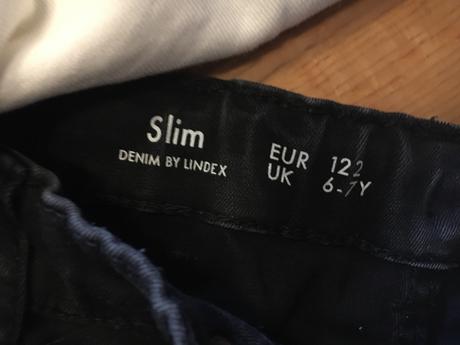 Slim
DENIM BY LINDEX
EUR 122
UK 6-7Y